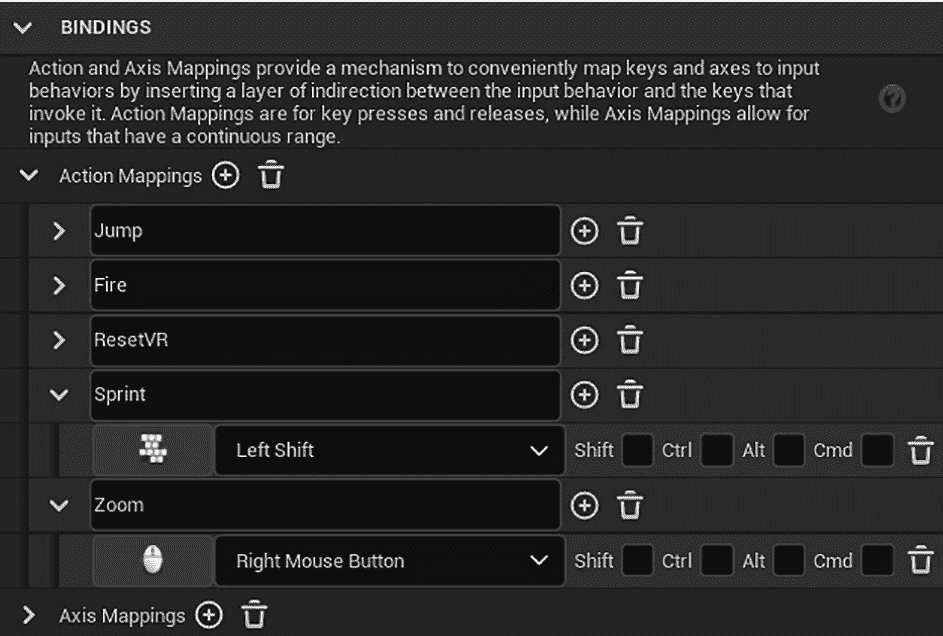 BINDINGS
Action and Axis Mappings provide a mechanism to conveniently map keys and axes to input
behaviors by inserting a layer of indirection between the input behavior and the keys that
invoke it. Action Mappings are for key presses and releases, while Axis Mappings allow for
inputs that have a continuous range.
Action Mappings
Jump
Fire
ResetVR
Sprint
Left Shift Shift Ctrl Alt Cmd
Zoom
Right Mouse Button Shift Ctrl Alt Cmd
Axis Mappings